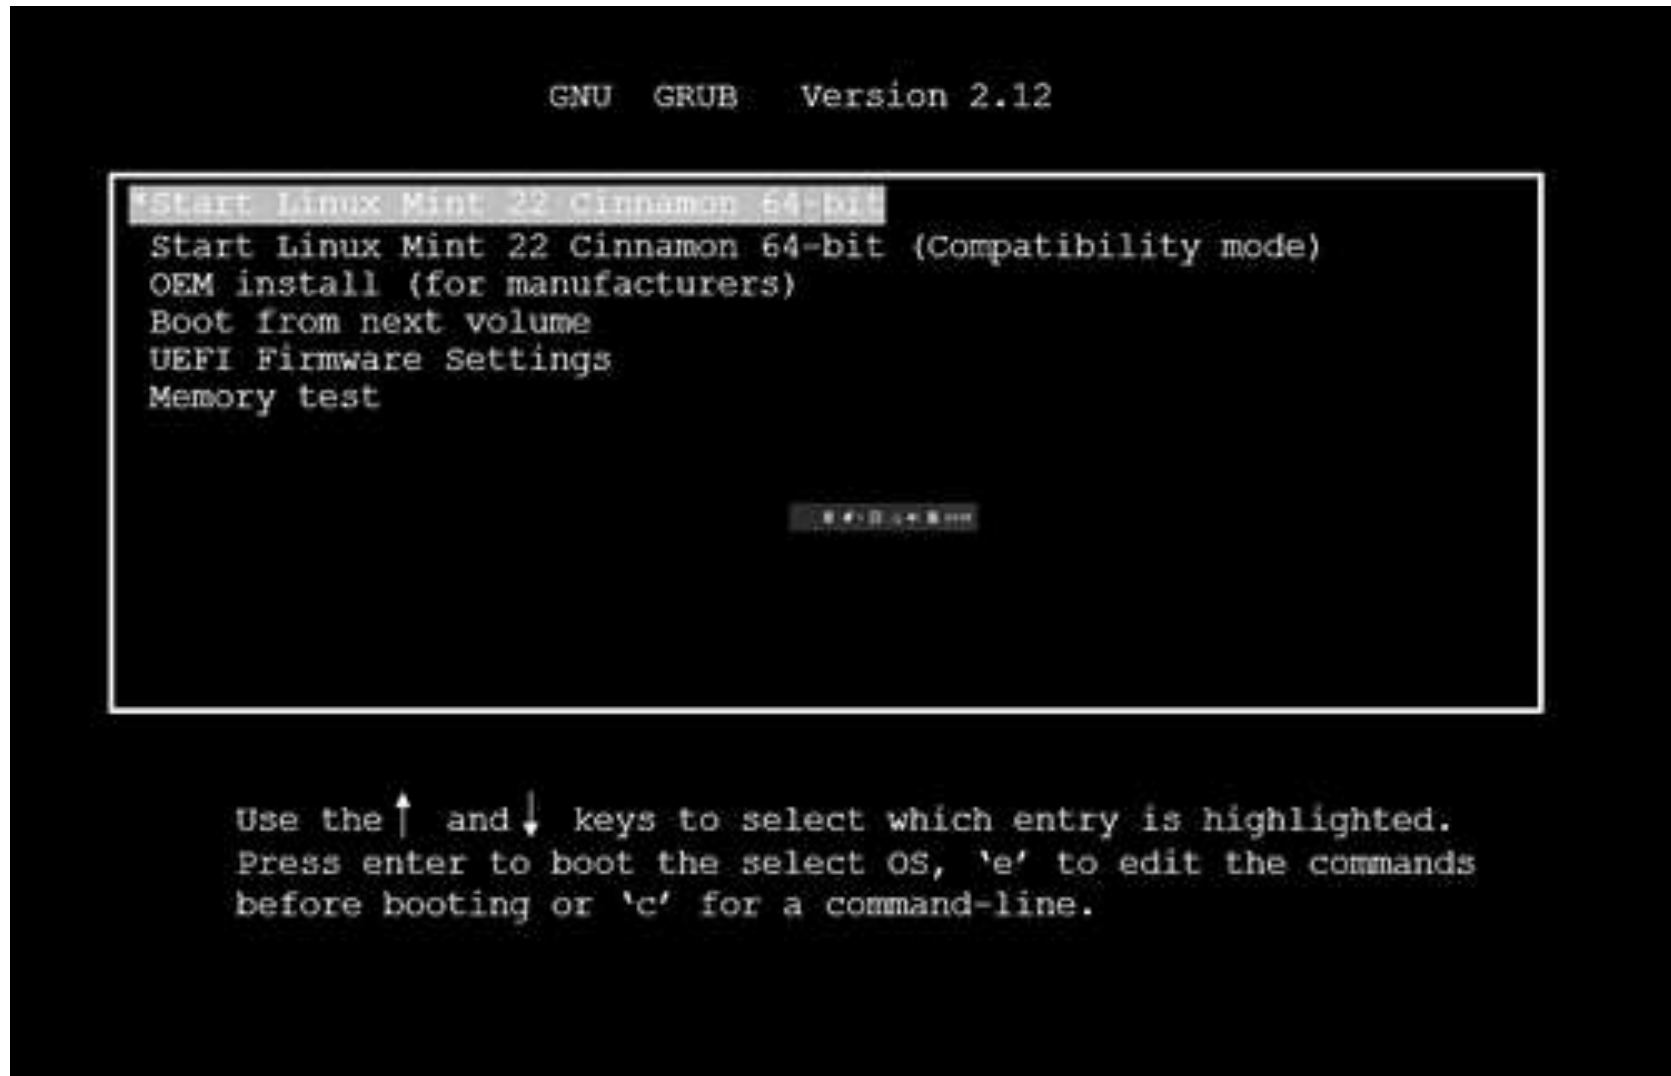 GNU GRUB Version 2.12
*Start Linux Mint 22 Cinnamon 64-bit
Start Linux Mint 22 Cinnamon 64-bit (Compatibility mode)
OEM install (for manufacturers)
Boot from next volume
UEFI Firmware Settings
Memory test
Use the ↑ and ↓ keys to select which entry is highlighted.
Press enter to boot the select OS, ‘e’ to edit the commands
before booting or ‘c’ for a command-line.